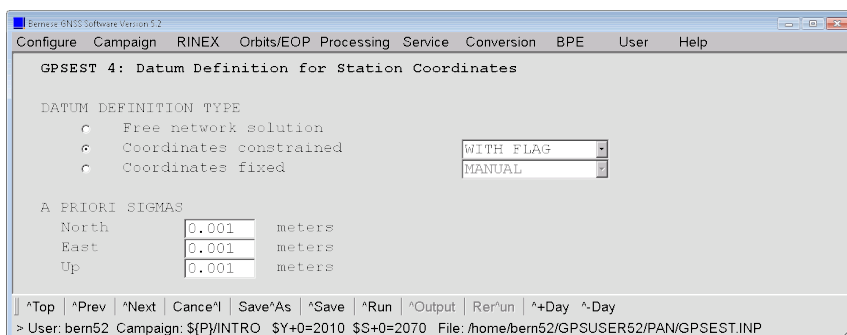 Bernese GNSS Software Version 5.2
Configure Campaign RINEX Orbits/EOP Processing Service Conversion BPE User Help
GPSEST 4: Datum Definition for Station Coordinates
DATUM DEFINITION TYPE
Free network solution
Coordinates constrained WITH FLAG
Coordinates fixed MANUAL
A PRIORI SIGMAS
North 0.001 meters
East 0.001 meters
Up 0.001 meters
^Top | ^Prev | ^Next | Cance^l | Save^As | ^Save | ^Run | ^Output | Rer^un | ^+Day ^-Day
> User: bern52 Campaign: ${P}/INTRO $Y+0=2010 $S+0=2070 File: /home/bern52/GPSUSER52/PAN/GPSEST.INP